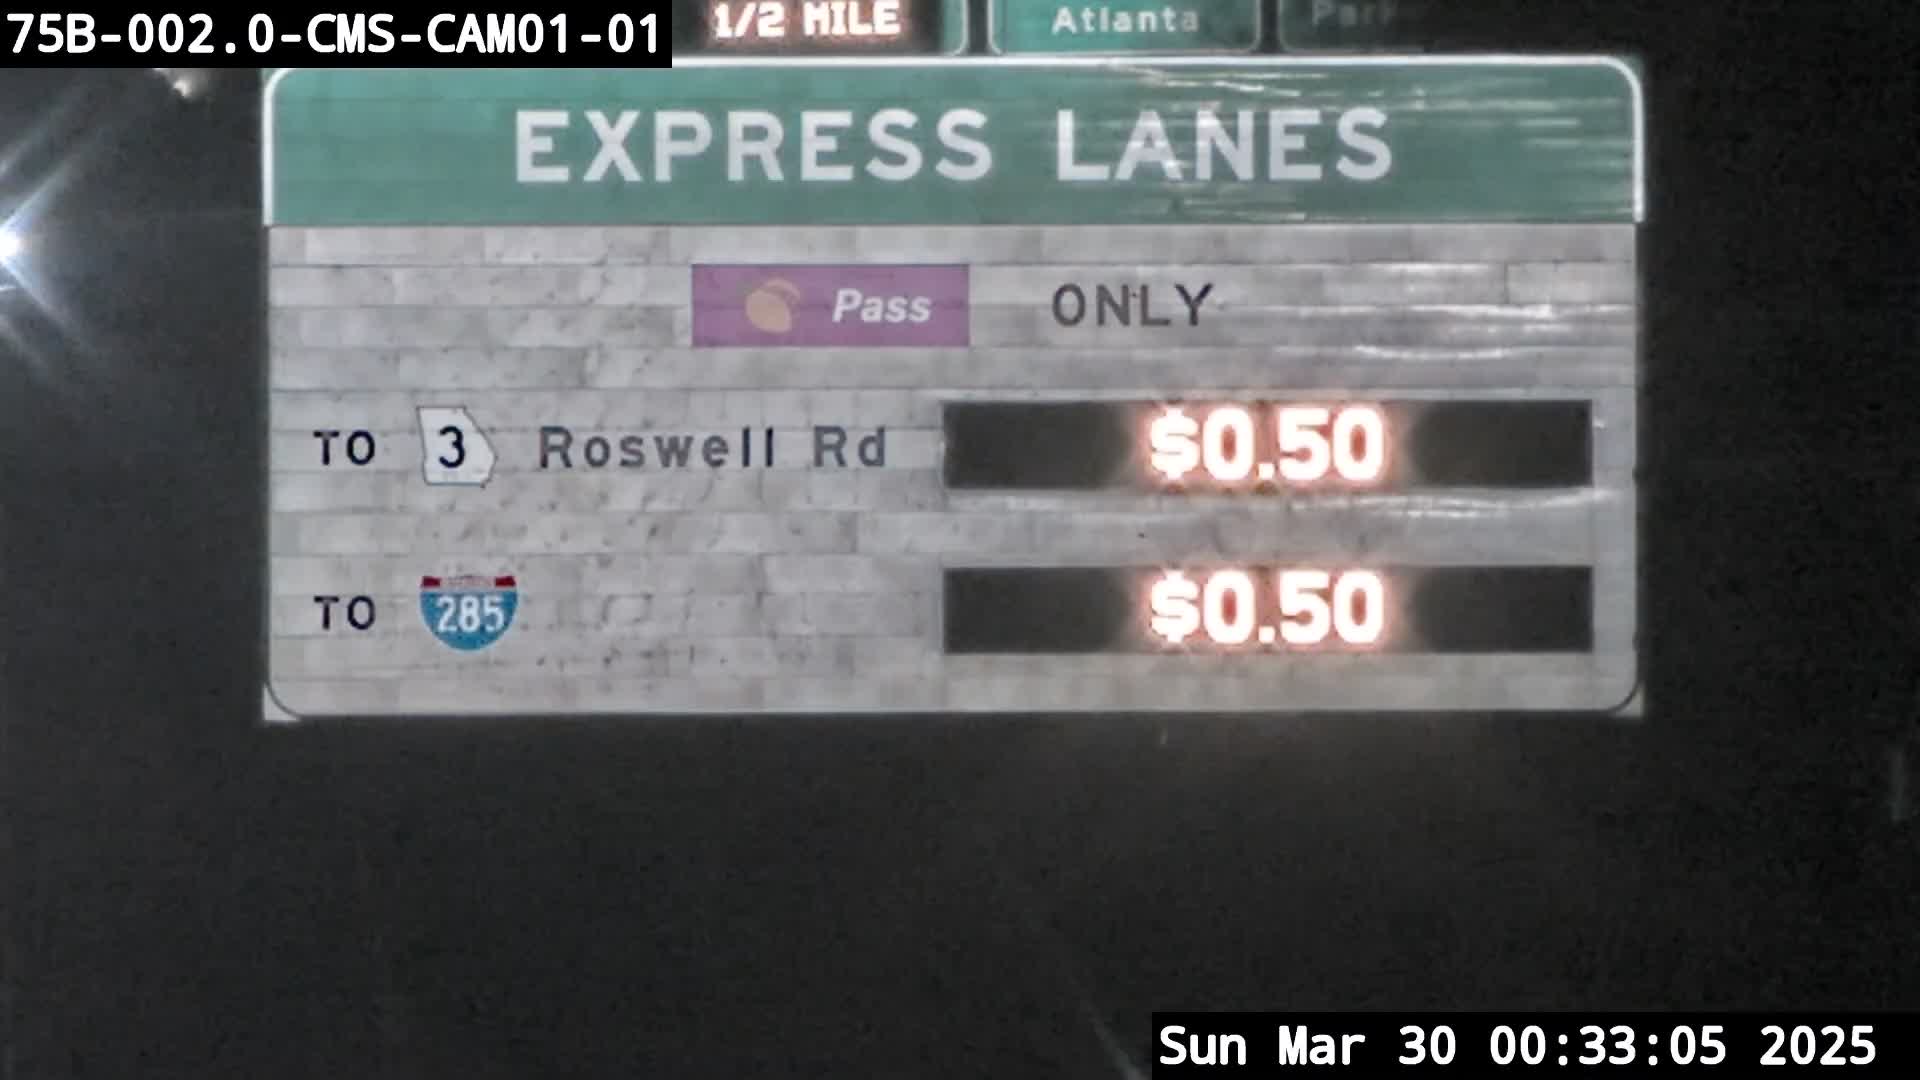 75B-002.0-CMS-CAM01-01
1/2 MILE
Atlanta
EXPRESS LANES
Pass ONLY
TO 3 Roswell Rd $0.50
TO 285 $0.50
Sun Mar 30 00:33:05 2025